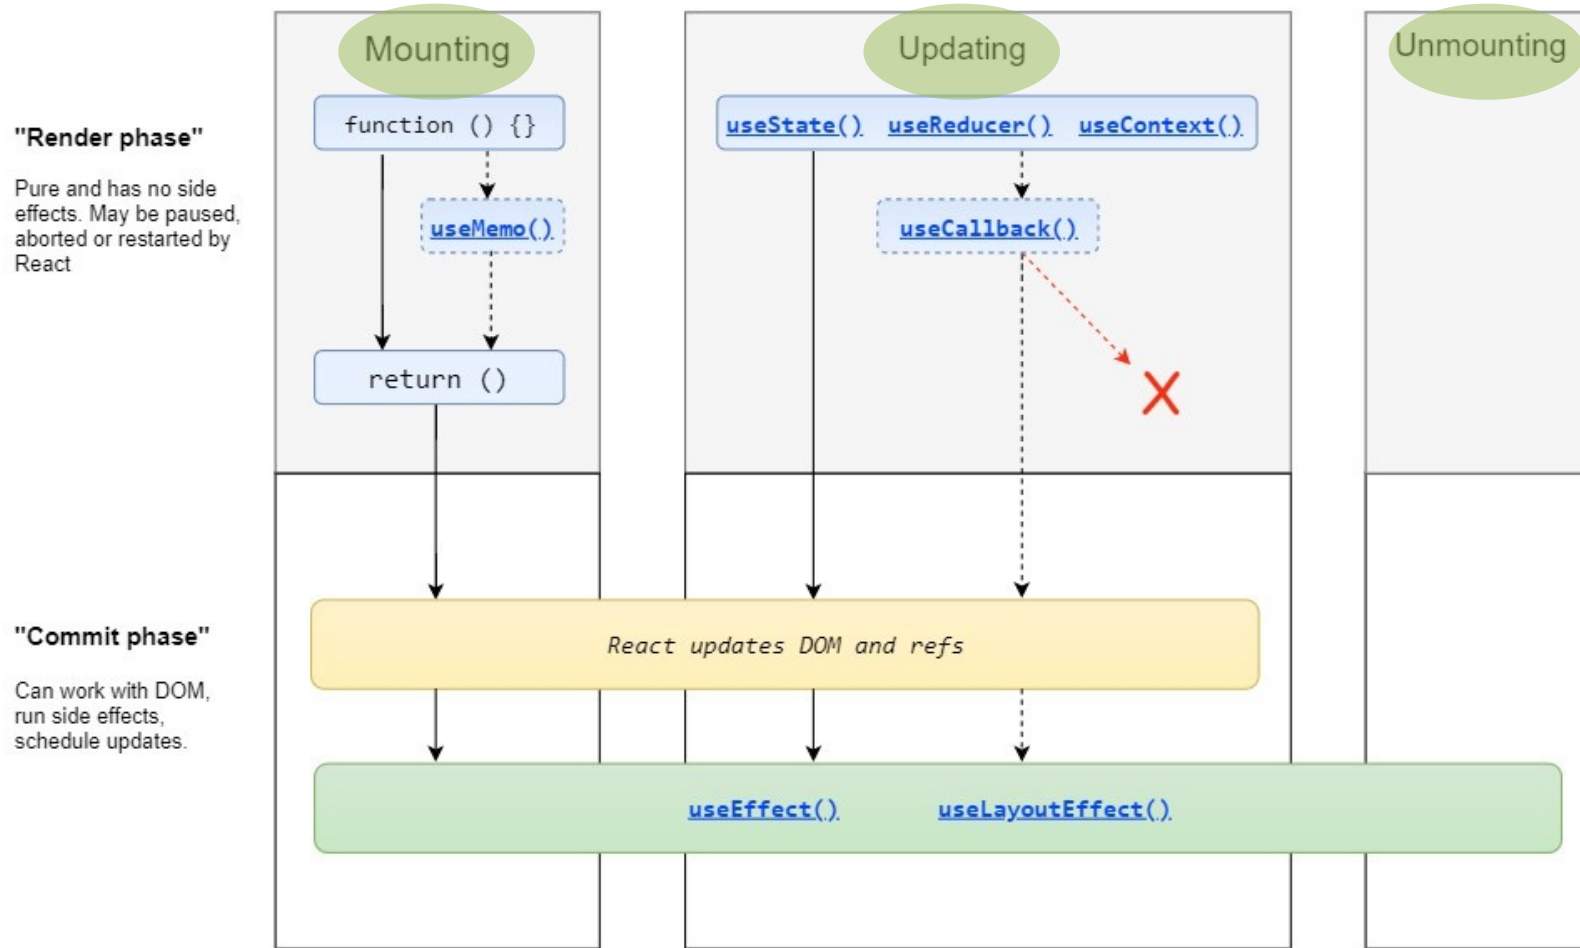 Mounting
Updating
Unmounting
"Render phase"
Pure and has no side
effects. May be paused,
aborted or restarted by
React
function () {}
useMemo()
return ()
useState() useReducer() useContext()
useCallback()
"Commit phase"
Can work with DOM,
run side effects,
schedule updates.
React updates DOM and refs
useEffect() useLayoutEffect()